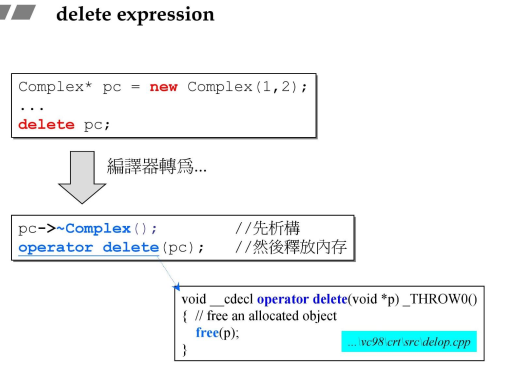 delete expression
Complex* pc = new Complex(1,2);
...
delete pc;
編譯器轉爲...
pc->~Complex(); //先析構
operator delete(pc); //然後釋放內存
void __cdecl operator delete(void *p) _THROW0()
{ // free an allocated object
free(p);
...\vc98\crt\src\delop.cpp
}